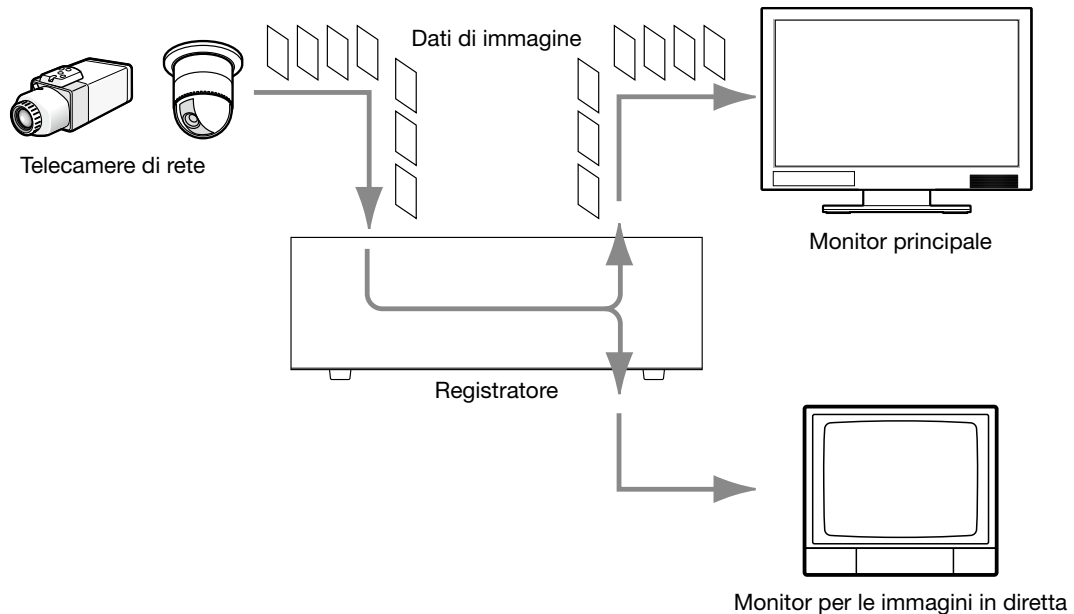 Dati di immagine
Telecamere di rete
Monitor principale
Registratore
Monitor per le immagini in diretta